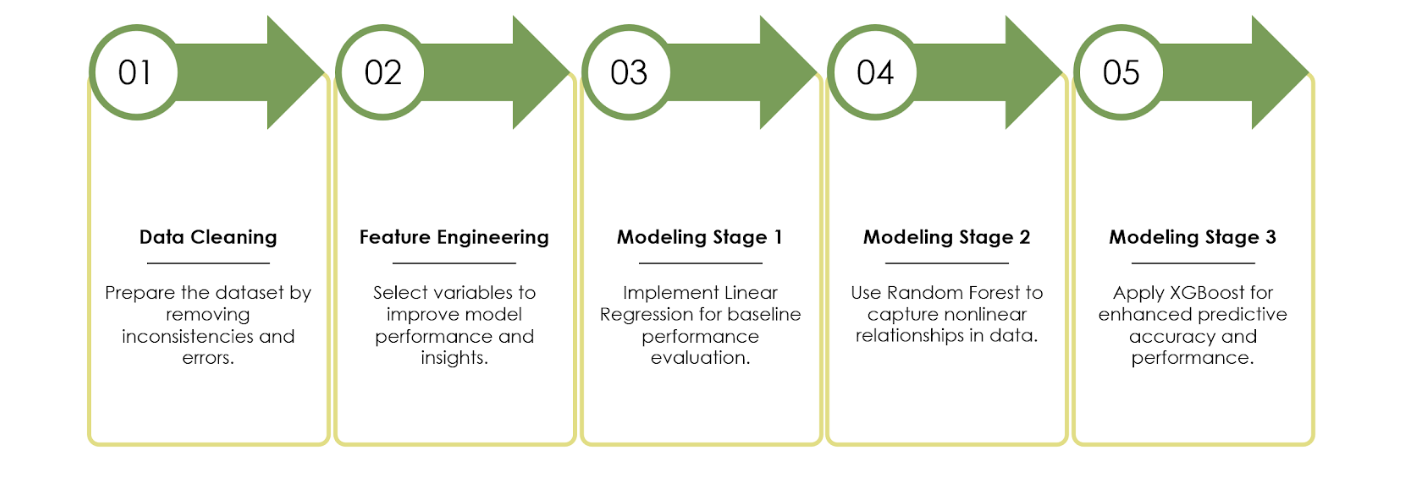 01
02
03
04
05
Data Cleaning
Prepare the dataset by
removing
inconsistencies and
errors.
Feature Engineering
Select variables to
improve model
performance and
insights.
Modeling Stage 1
Implement Linear
Regression for baseline
performance
evaluation.
Modeling Stage 2
Use Random Forest to
capture nonlinear
relationships in data.
Modeling Stage 3
Apply XGBoost for
enhanced predictive
accuracy and
performance.